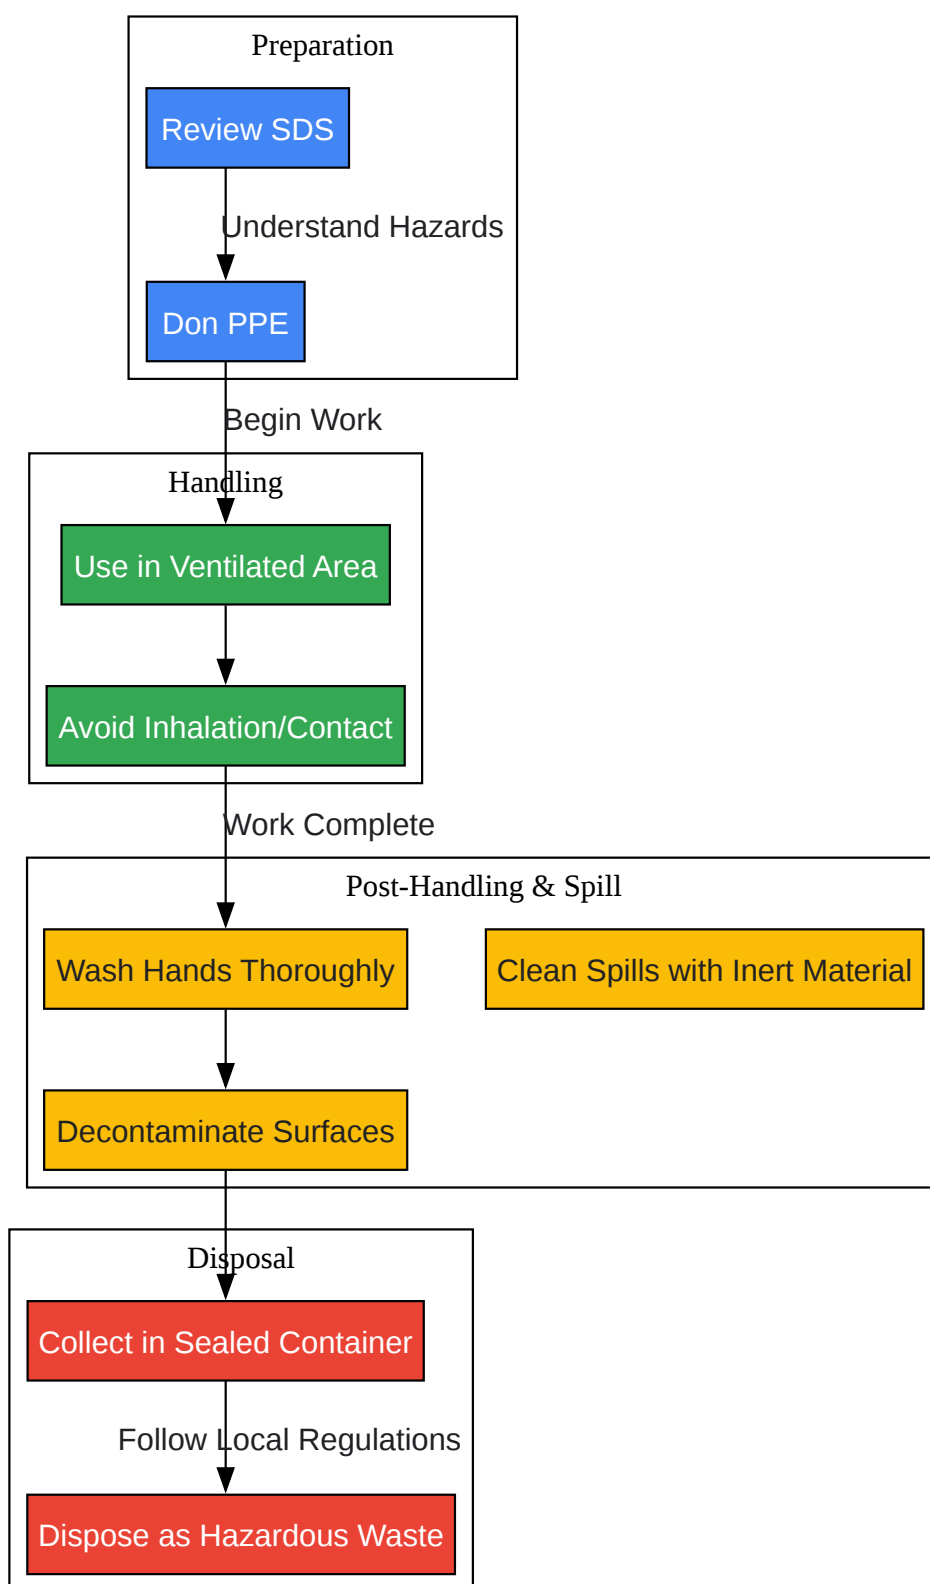 Preparation
Review SDS
Understand Hazards
Don PPE
Begin Work
Handling
Use in Ventilated Area
Avoid Inhalation/Contact
Work Complete
Post-Handling & Spill
Wash Hands Thoroughly
Clean Spills with Inert Material
Decontaminate Surfaces
Disposal
Collect in Sealed Container
Follow Local Regulations
Dispose as Hazardous Waste